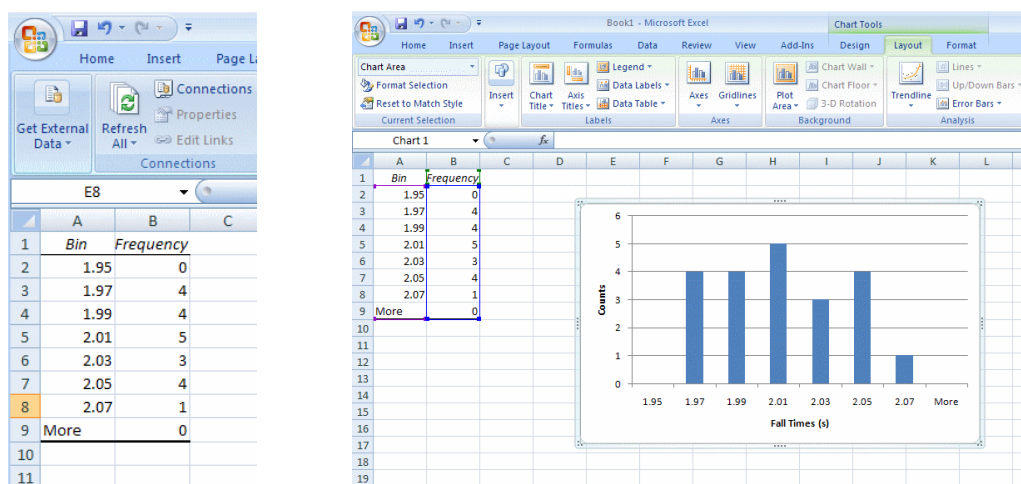 Home Insert Page La
Get External Data
Refresh All
Connections
Properties
Edit Links
Connections
E8
A B C
1 Bin Frequency
2 1.95 0
3 1.97 4
4 1.99 4
5 2.01 5
6 2.03 3
7 2.05 4
8 2.07 1
9 More 0
10
11
Book1 - Microsoft Excel Chart Tools
Home Insert Page Layout Formulas Data Review View Add-Ins Design Layout Format
Chart Area
Format Selection
Reset to Match Style
Current Selection
Insert
Chart Title
Axis Titles
Legend
Data Labels
Data Table
Labels
Axes
Gridlines
Axes
Plot Area
Chart Wall
Chart Floor
3-D Rotation
Background
Trendline
Lines
Up/Down Bars
Error Bars
Analysis
Chart 1 fx
A B C D E F G H I J K L
1 Bin Frequency
2 1.95 0
3 1.97 4
4 1.99 4
5 2.01 5
6 2.03 3
7 2.05 4
8 2.07 1
9 More 0
10
11
12
13
14
15
16
17
18
19
6
5
4
3
2
1
0
Counts
1.95 1.97 1.99 2.01 2.03 2.05 2.07 More
Fall Times (s)